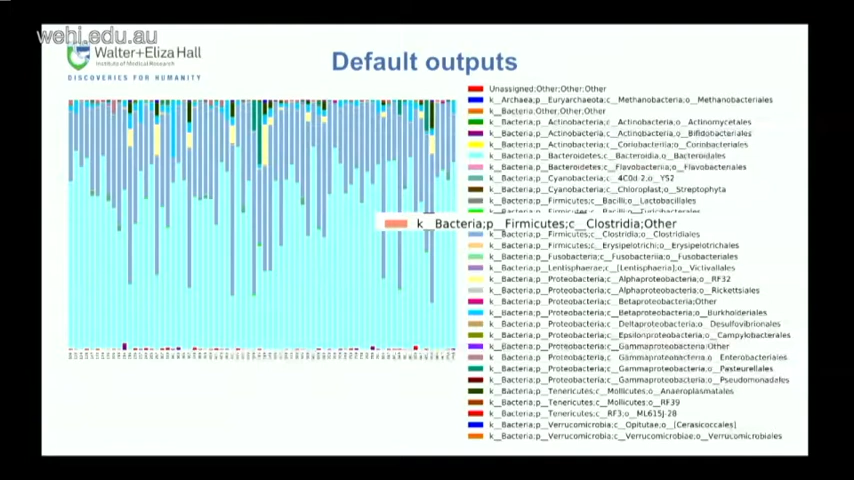 wehi.edu.au
Walter+Eliza Hall
Institute of Medical Research
DISCOVERIES FOR HUMANITY
Default outputs
Unassigned;Other;Other;Other
k__Archaea;p__Euryarchaeota;c__Methanobacteria;o__Methanobacteriales
k__Bacteria;Other;Other;Other
k__Bacteria;p__Actinobacteria;c__Actinobacteria;o__Actinomycetales
k__Bacteria;p__Actinobacteria;c__Actinobacteria;o__Bifidobacteriales
k__Bacteria;p__Actinobacteria;c__Coriobacteriia;o__Coriobacteriales
k__Bacteria;p__Bacteroidetes;c__Bacteroidia;o__Bacteroidales
k__Bacteria;p__Bacteroidetes;c__Flavobacteriia;o__Flavobacteriales
k__Bacteria;p__Cyanobacteria;c__4C0d-2;o__YS2
k__Bacteria;p__Cyanobacteria;c__Chloroplast;o__Streptophyta
k__Bacteria;p__Firmicutes;c__Bacilli;o__Lactobacillales
k__Bacteria;p__Firmicutes;c__Bacilli;o__Turicibacterales
k__Bacteria;p__Firmicutes;c__Clostridia;Other
k__Bacteria;p__Firmicutes;c__Clostridia;o__Clostridiales
k__Bacteria;p__Firmicutes;c__Erysipelotrichi;o__Erysipelotrichales
k__Bacteria;p__Fusobacteria;c__Fusobacteriia;o__Fusobacteriales
k__Bacteria;p__Lentisphaerae;c__[Lentisphaeria];o__Victivallales
k__Bacteria;p__Proteobacteria;c__Alphaproteobacteria;o__RF32
k__Bacteria;p__Proteobacteria;c__Alphaproteobacteria;o__Rickettsiales
k__Bacteria;p__Proteobacteria;c__Betaproteobacteria;Other
k__Bacteria;p__Proteobacteria;c__Betaproteobacteria;o__Burkholderiales
k__Bacteria;p__Proteobacteria;c__Deltaproteobacteria;o__Desulfovibrionales
k__Bacteria;p__Proteobacteria;c__Epsilonproteobacteria;o__Campylobacterales
k__Bacteria;p__Proteobacteria;c__Gammaproteobacteria;Other
k__Bacteria;p__Proteobacteria;c__Gammaproteobacteria;o__Enterobacteriales
k__Bacteria;p__Proteobacteria;c__Gammaproteobacteria;o__Pasteurellales
k__Bacteria;p__Proteobacteria;c__Gammaproteobacteria;o__Pseudomonadales
k__Bacteria;p__Tenericutes;c__Mollicutes;o__Anaeroplasmatales
k__Bacteria;p__Tenericutes;c__Mollicutes;o__RF39
k__Bacteria;p__Tenericutes;c__RF3;o__ML615J-28
k__Bacteria;p__Verrucomicrobia;c__Opitutae;o__[Cerasicoccales]
k__Bacteria;p__Verrucomicrobia;c__Verrucomicrobiae;o__Verrucomicrobiales